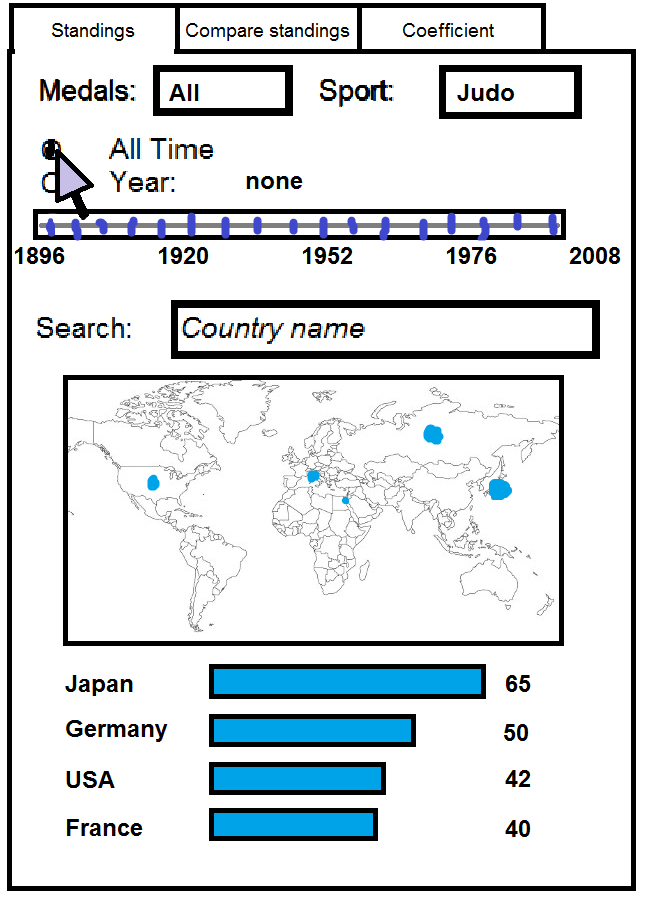 Standings Compare standings Coefficient
Medals: All Sport: Judo
All Time
Year: none
1896 1920 1952 1976 2008
Search: Country name
Japan 65
Germany 50
USA 42
France 40